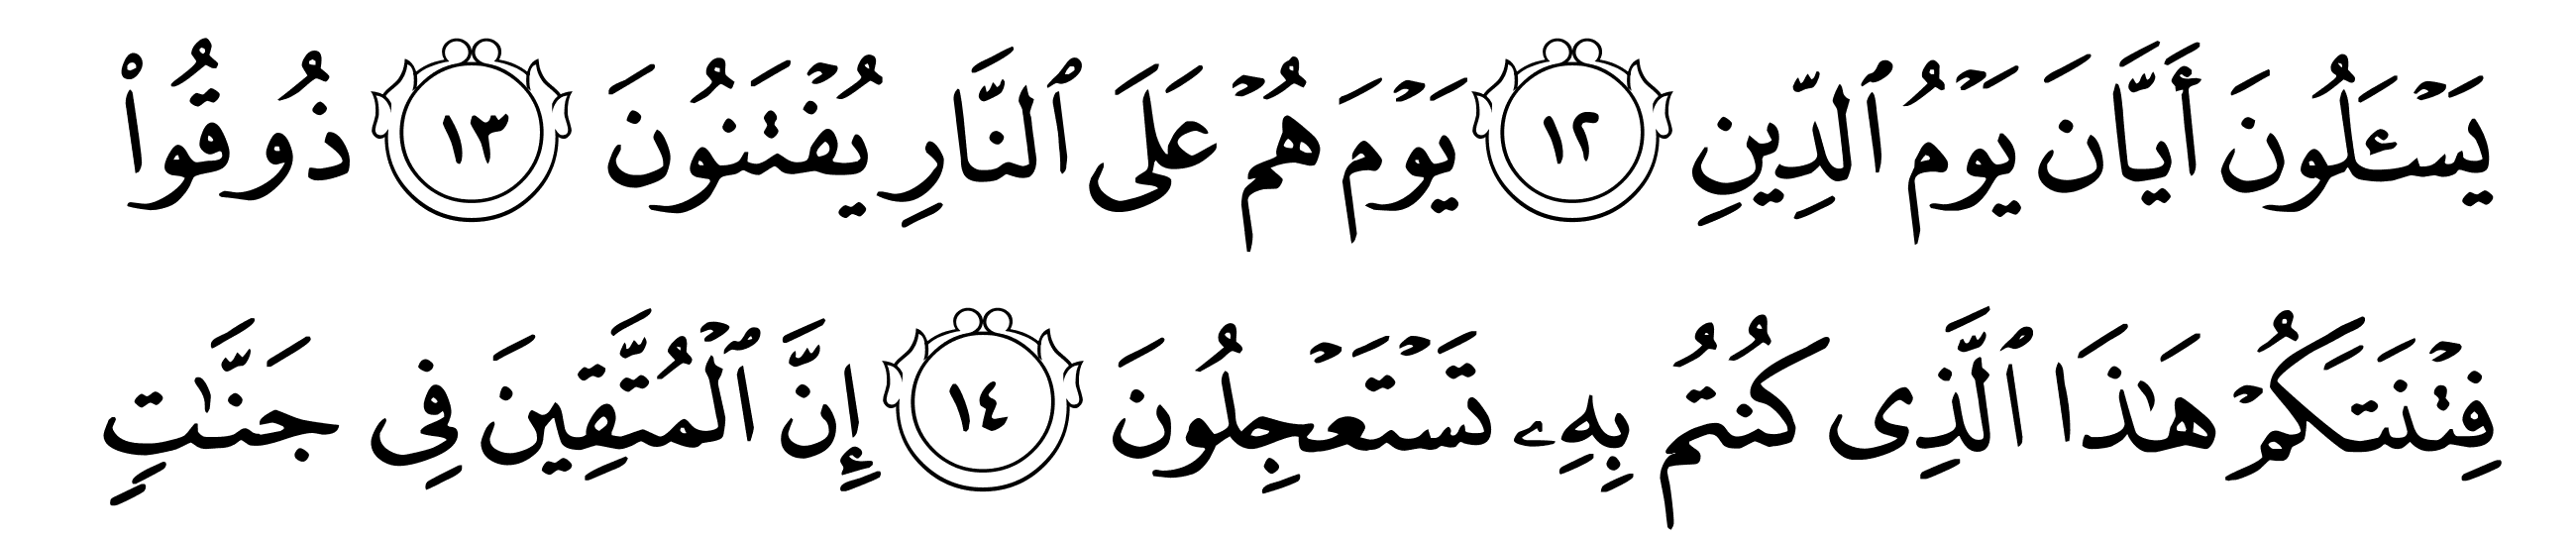 يَسْـَٔلُونَ أَيَّانَ يَوْمُ ٱلدِّينِ ١٢ يَوْمَ هُمْ عَلَى ٱلنَّارِ يُفْتَنُونَ ١٣ ذُوقُوا۟
فِتْنَتَكُمْ هَـٰذَا ٱلَّذِى كُنتُم بِهِۦ تَسْتَعْجِلُونَ ١٤ إِنَّ ٱلْمُتَّقِينَ فِى جَنَّـٰتٍ